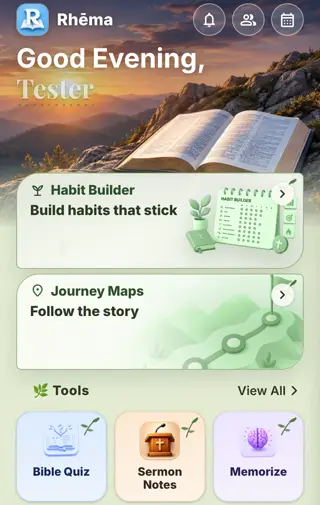 Rhēma
Good Evening,
Tester
Habit Builder
Build habits that stick
HABIT BUILDER
Journey Maps
Follow the story
Tools
View All
Bible Quiz
Sermon
Notes
Memorize